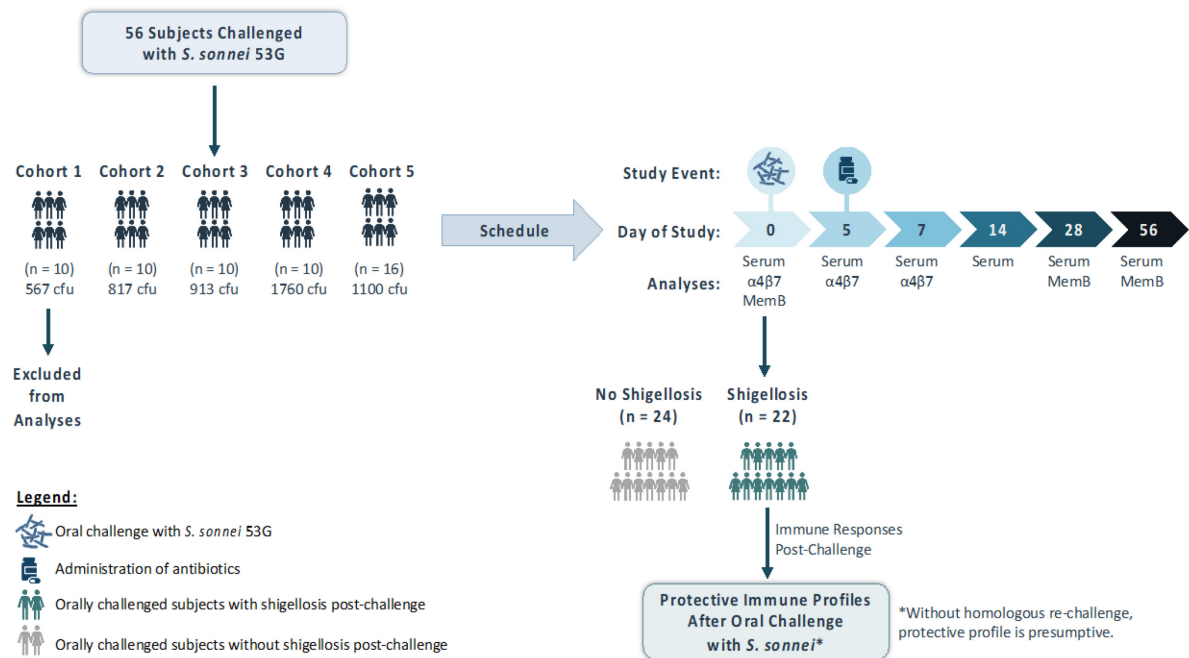 56 Subjects Challenged
with S. sonnei 53G
Cohort 1
Cohort 2
Cohort 3
Cohort 4
Cohort 5
(n = 10)
567 cfu
(n = 10)
817 cfu
(n = 10)
913 cfu
(n = 10)
1760 cfu
(n = 16)
1100 cfu
Excluded
from
Analyses
Schedule
Study Event:
Day of Study:
0
5
7
14
28
56
Analyses:
Serum
α4β7
MemB
Serum
α4β7
Serum
α4β7
Serum
Serum
MemB
Serum
MemB
No Shigellosis
(n = 24)
Shigellosis
(n = 22)
Immune Responses
Post-Challenge
Protective Immune Profiles
After Oral Challenge
with S. sonnei*
*Without homologous re-challenge,
protective profile is presumptive.
Legend:
Oral challenge with S. sonnei 53G
Administration of antibiotics
Orally challenged subjects with shigellosis post-challenge
Orally challenged subjects without shigellosis post-challenge